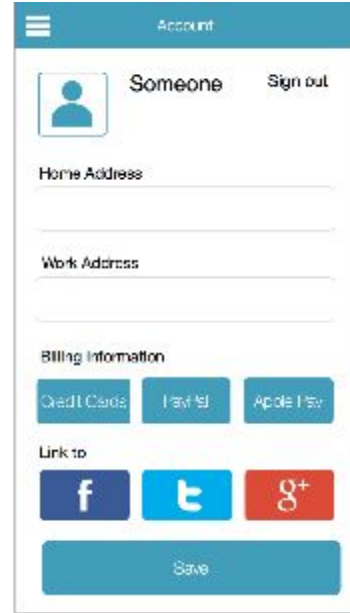 Account
Someone Sign out
Home Address
Work Address
Billing Information
Credit Cards PayPal Apple Pay
Link to
f t g+
Save